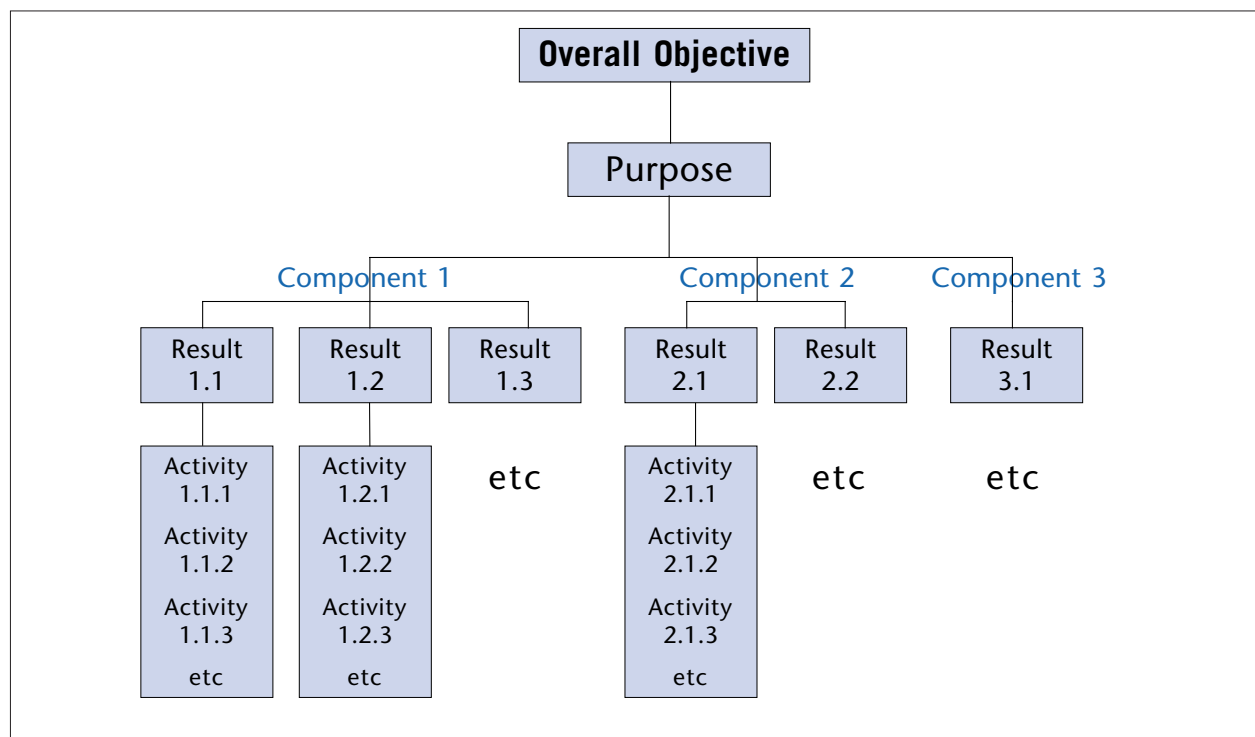 Overall Objective
Purpose
Component 1
Component 2
Component 3
Result
1.1
Result
1.2
Result
1.3
Result
2.1
Result
2.2
Result
3.1
Activity
1.1.1
Activity
1.1.2
Activity
1.1.3
etc
Activity
1.2.1
Activity
1.2.2
Activity
1.2.3
etc
etc
Activity
2.1.1
Activity
2.1.2
Activity
2.1.3
etc
etc
etc